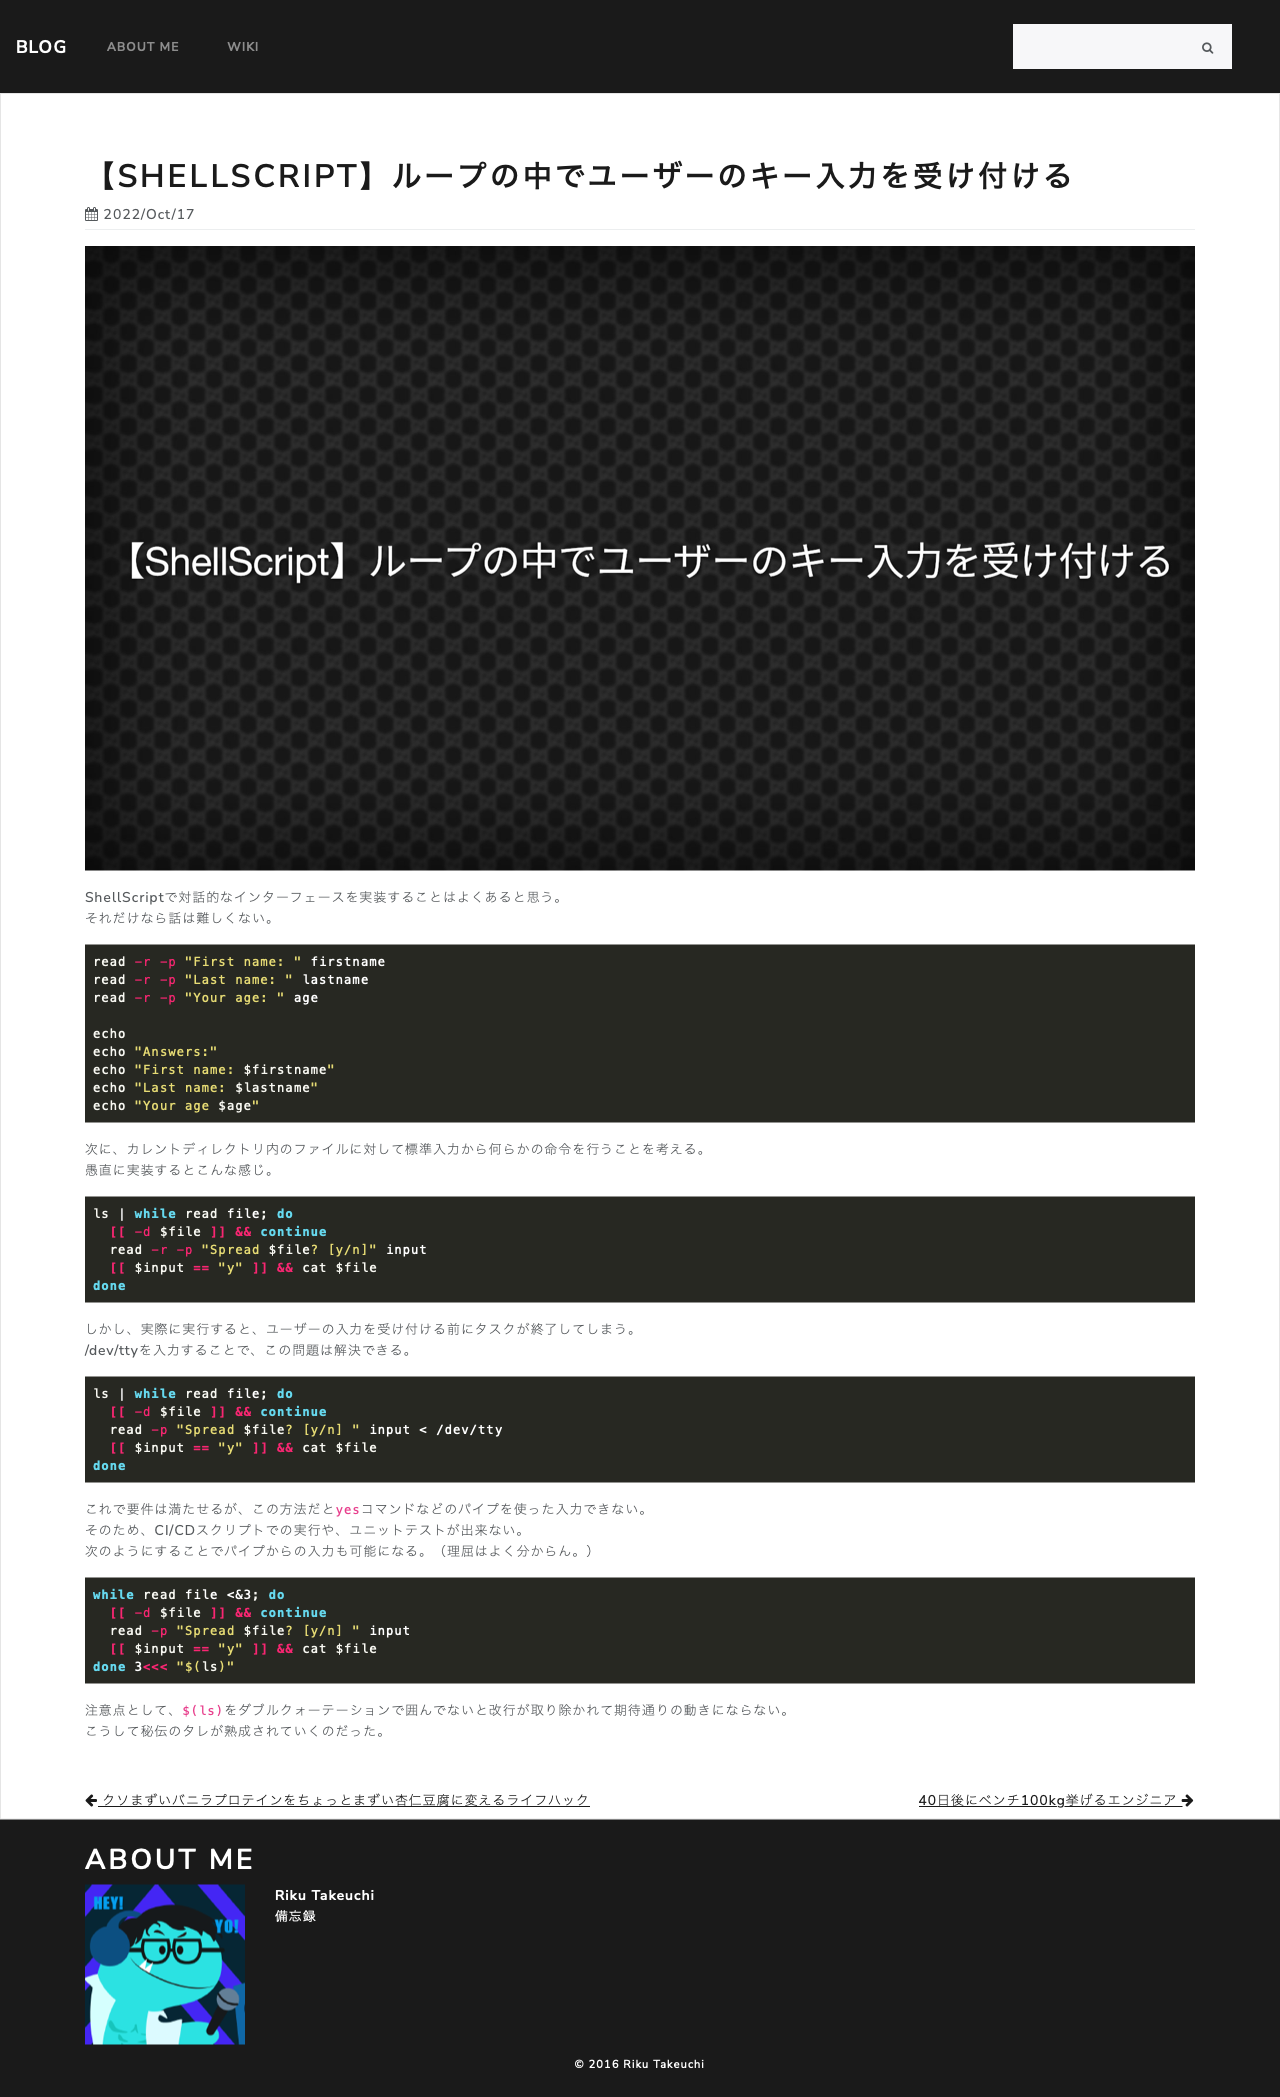 BLOG ABOUT ME WIKI
【SHELLSCRIPT】ループの中でユーザーのキー入力を受け付ける
2022/Oct/17
【ShellScript】ループの中でユーザーのキー入力を受け付ける
ShellScriptで対話的なインターフェースを実装することはよくあると思う。
それだけなら話は難しくない。
read -r -p "First name: " firstname
read -r -p "Last name: " lastname
read -r -p "Your age: " age
echo
echo "Answers:"
echo "First name: $firstname"
echo "Last name: $lastname"
echo "Your age $age"
次に、カレントディレクトリ内のファイルに対して標準入力から何らかの命令を行うことを考える。
愚直に実装するとこんな感じ。
ls | while read file; do
  [[ -d $file ]] && continue
  read -r -p "Spread $file? [y/n]" input
  [[ $input == "y" ]] && cat $file
done
しかし、実際に実行すると、ユーザーの入力を受け付ける前にタスクが終了してしまう。
/dev/ttyを入力することで、この問題は解決できる。
ls | while read file; do
  [[ -d $file ]] && continue
  read -p "Spread $file? [y/n] " input < /dev/tty
  [[ $input == "y" ]] && cat $file
done
これで要件は満たせるが、この方法だとyesコマンドなどのパイプを使った入力できない。
そのため、CI/CDスクリプトでの実行や、ユニットテストが出来ない。
次のようにすることでパイプからの入力も可能になる。（理屈はよく分からん。）
while read file <&3; do
  [[ -d $file ]] && continue
  read -p "Spread $file? [y/n] " input
  [[ $input == "y" ]] && cat $file
done 3<<< "$(ls)"
注意点として、$(ls)をダブルクォーテーションで囲んでないと改行が取り除かれて期待通りの動きにならない。
こうして秘伝のタレが熟成されていくのだった。
クソまずいバニラプロテインをちょっとまずい杏仁豆腐に変えるライフハック
40日後にベンチ100kg挙げるエンジニア
ABOUT ME
HEY!
YO!
Riku Takeuchi
備忘録
© 2016 Riku Takeuchi